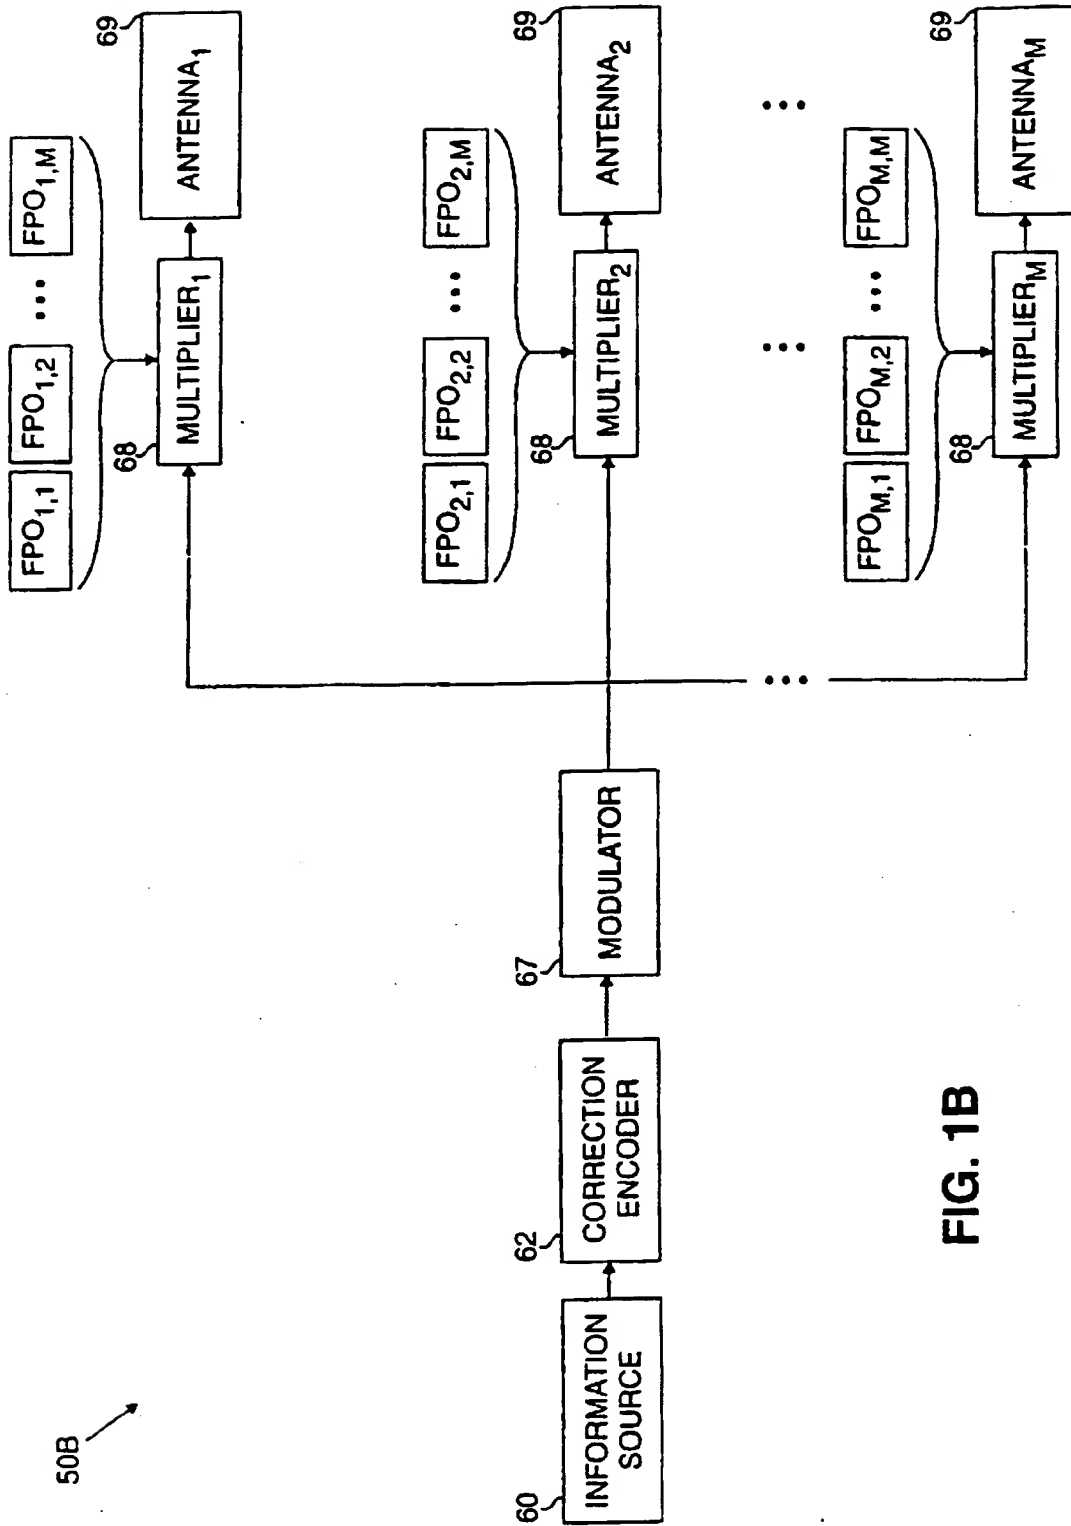 50B
60
INFORMATION
SOURCE
62
CORRECTION
ENCODER
67
MODULATOR
FPO1,1 FPO1,2 ••• FPO1,M
68
MULTIPLIER1
69
ANTENNA1
FPO2,1 FPO2,2 ••• FPO2,M
68
MULTIPLIER2
69
ANTENNA2
••• ••• •••
FPOM,1 FPOM,2 ••• FPOM,M
68
MULTIPLIERM
69
ANTENNAM
FIG. 1B